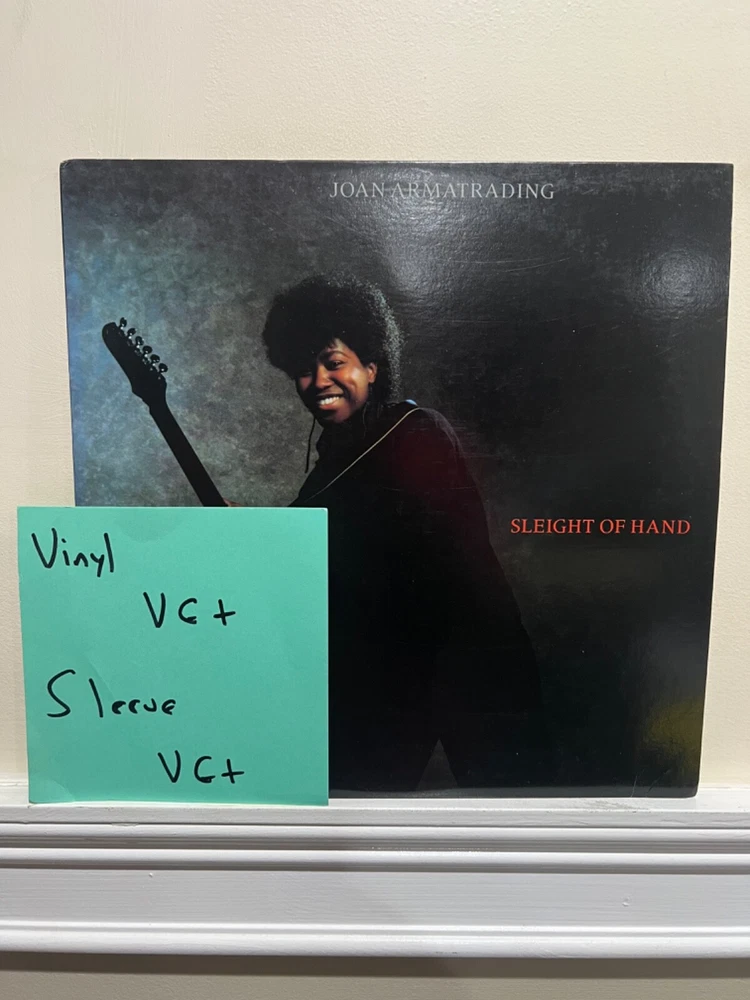 JOAN ARMATRADING
SLEIGHT OF HAND
Vinyl
VG+
Sleeve
VG+